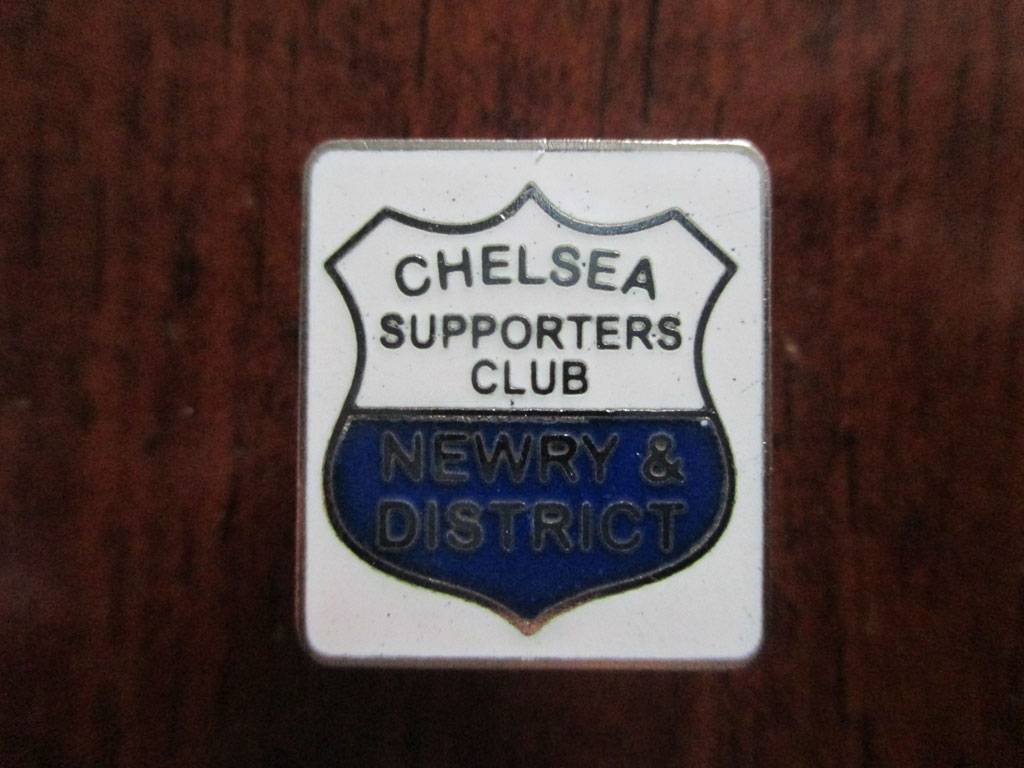 CHELSEA
SUPPORTERS
CLUB
NEWRY &
DISTRICT